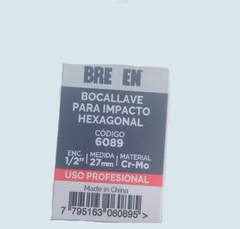 BREMEN®
BOCALLAVE
PARA IMPACTO
HEXAGONAL
CÓDIGO
6089
ENC. MEDIDA MATERIAL
1/2" 27mm Cr-Mo
USO PROFESIONAL
Made in China
7 795163 060895 >